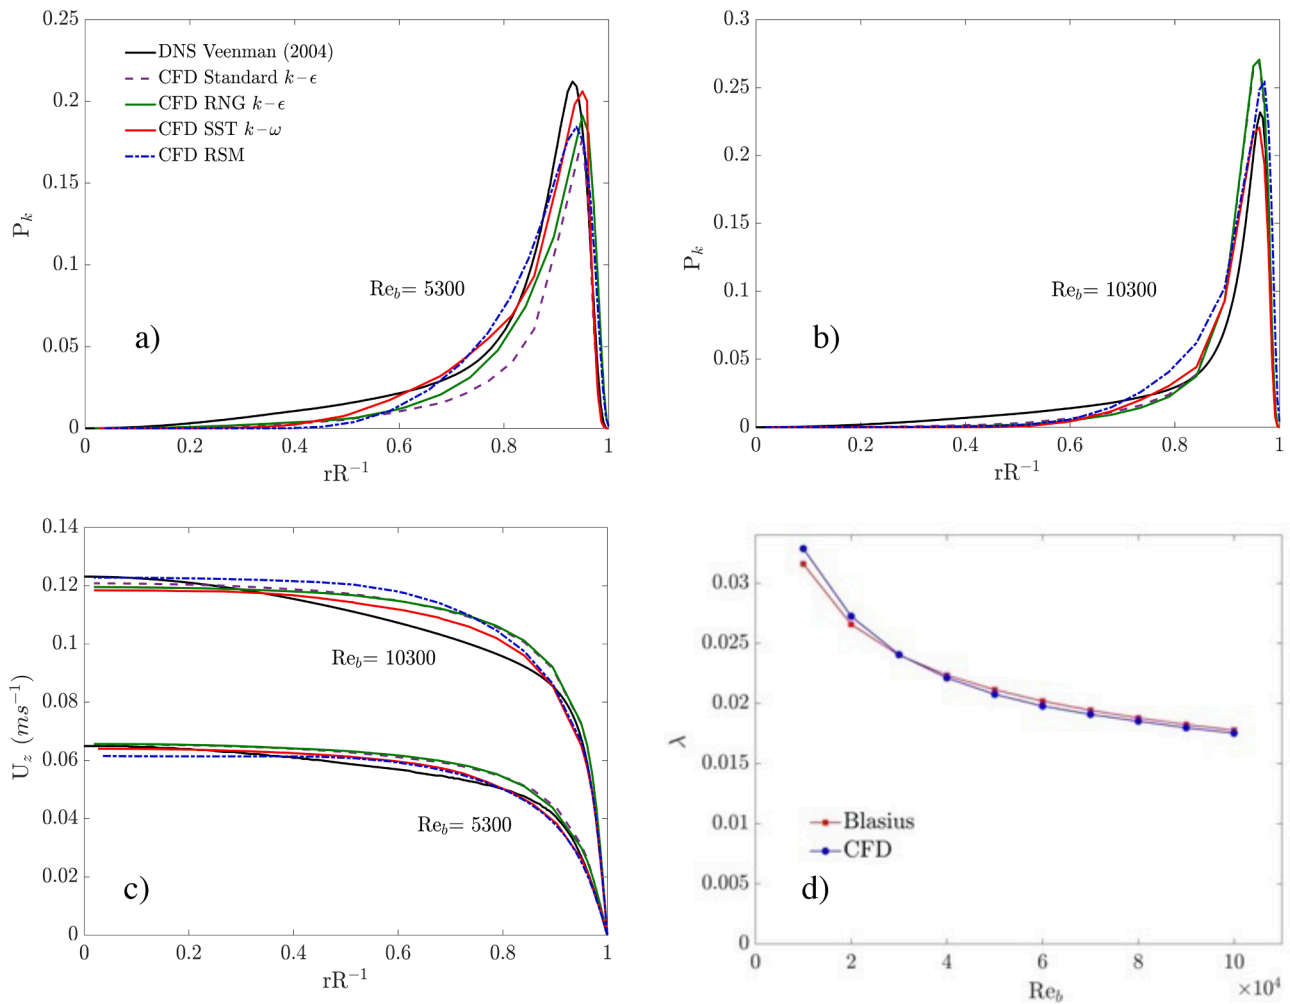 0.25
0.2
0.15
0.1
0.05
0
P_k
DNS Veenman (2004)
CFD Standard k−ϵ
CFD RNG k−ϵ
CFD SST k−ω
CFD RSM
Re_b= 5300
a)
0 0.2 0.4 0.6 0.8 1
rR⁻¹
0.3
0.25
0.2
0.15
0.1
0.05
0
P_k
Re_b= 10300
b)
0 0.2 0.4 0.6 0.8 1
rR⁻¹
0.14
0.12
0.1
0.08
0.06
0.04
0.02
0
U_z (ms⁻¹)
Re_b= 10300
Re_b= 5300
c)
0 0.2 0.4 0.6 0.8 1
rR⁻¹
0.03
0.025
0.02
0.015
0.01
0.005
0
λ
Blasius
CFD
d)
0 2 4 6 8 10
×10⁴
Re_b